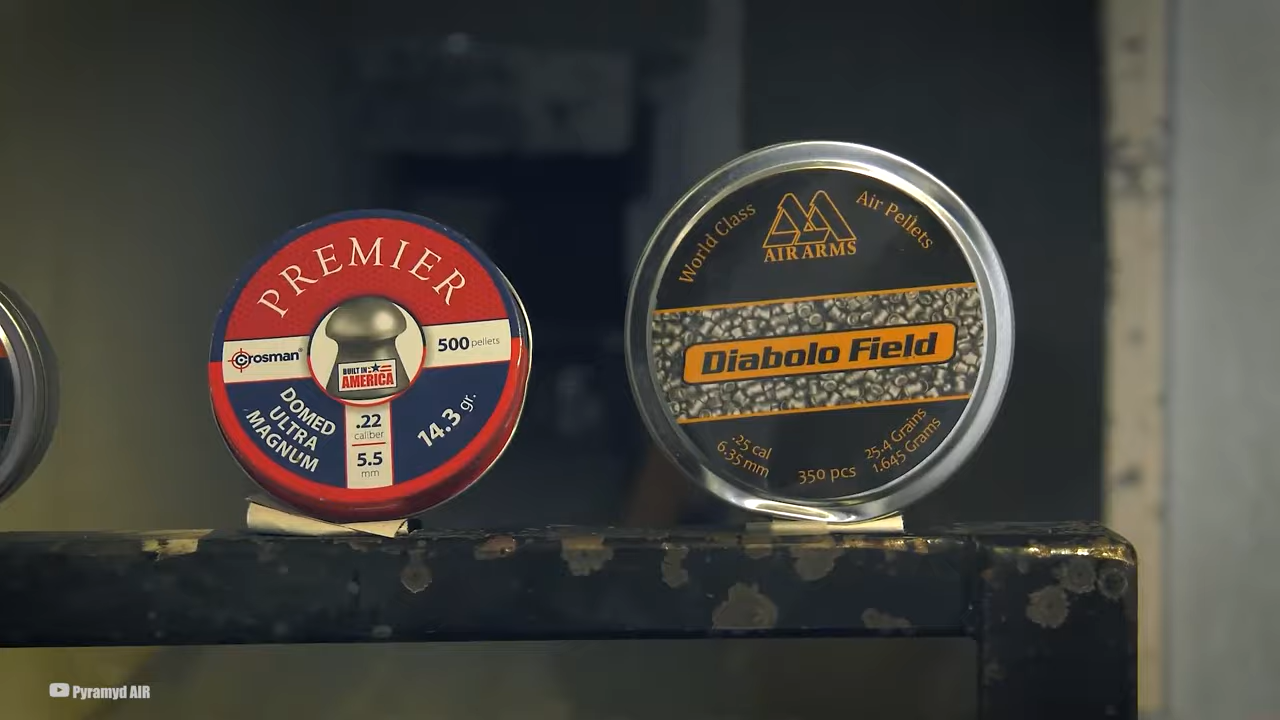 PREMIER
Crosman®
500 pellets
BUILT IN
AMERICA
DOMED
ULTRA
MAGNUM
.22
caliber
5.5
mm
14.3 gr.
World Class
AIR ARMS
Air Pellets
Diabolo Field
.25 cal
6.35 mm
350 pcs
25.4 Grains
1.645 Grams
Pyramyd AIR